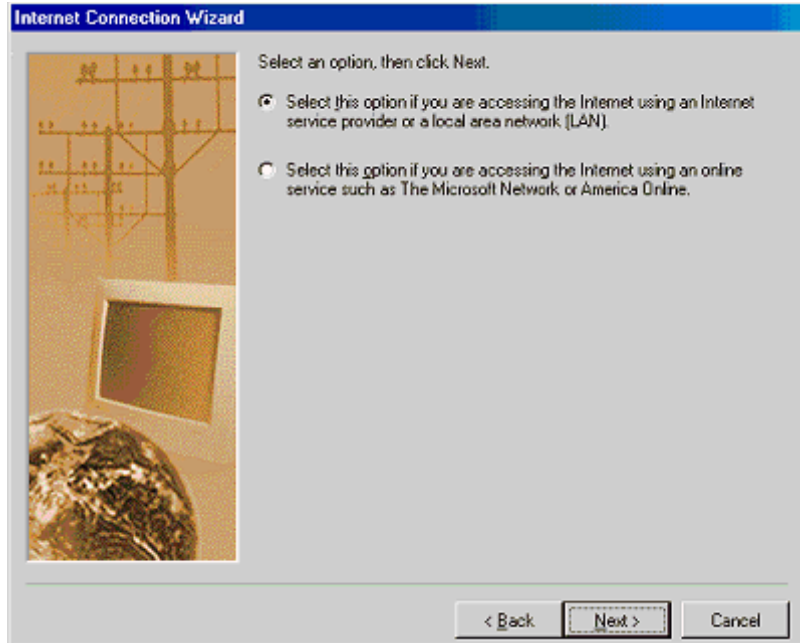 Internet Connection Wizard
Select an option, then click Next.
Select this option if you are accessing the Internet using an Internet
service provider or a local area network (LAN).
Select this option if you are accessing the Internet using an online
service such as The Microsoft Network or America Online.
< Back
Next >
Cancel